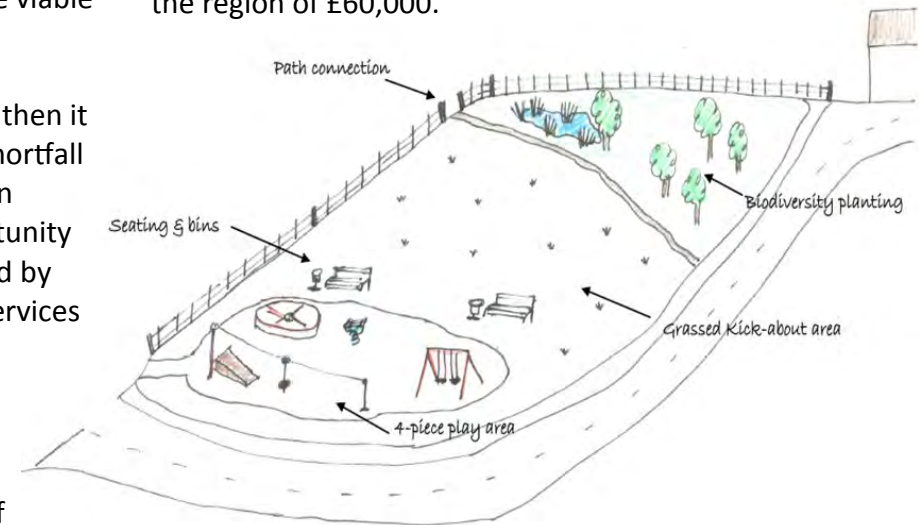 e viable
the region of £60,000.
then it
hortfall
n
tunity
d by
ervices
f
Path connection
Seating & bins
Biodiversity planting
Grassed Kick-about area
4-piece play area